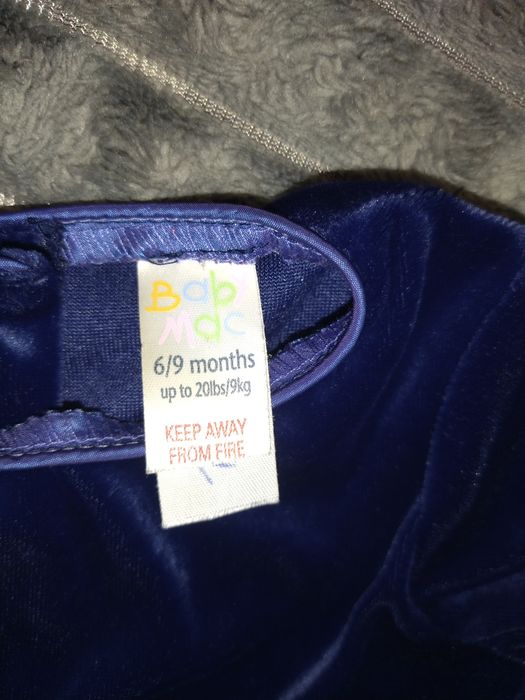 Baby
Mac
6/9 months
up to 20lbs/9kg
KEEP AWAY
FROM FIRE